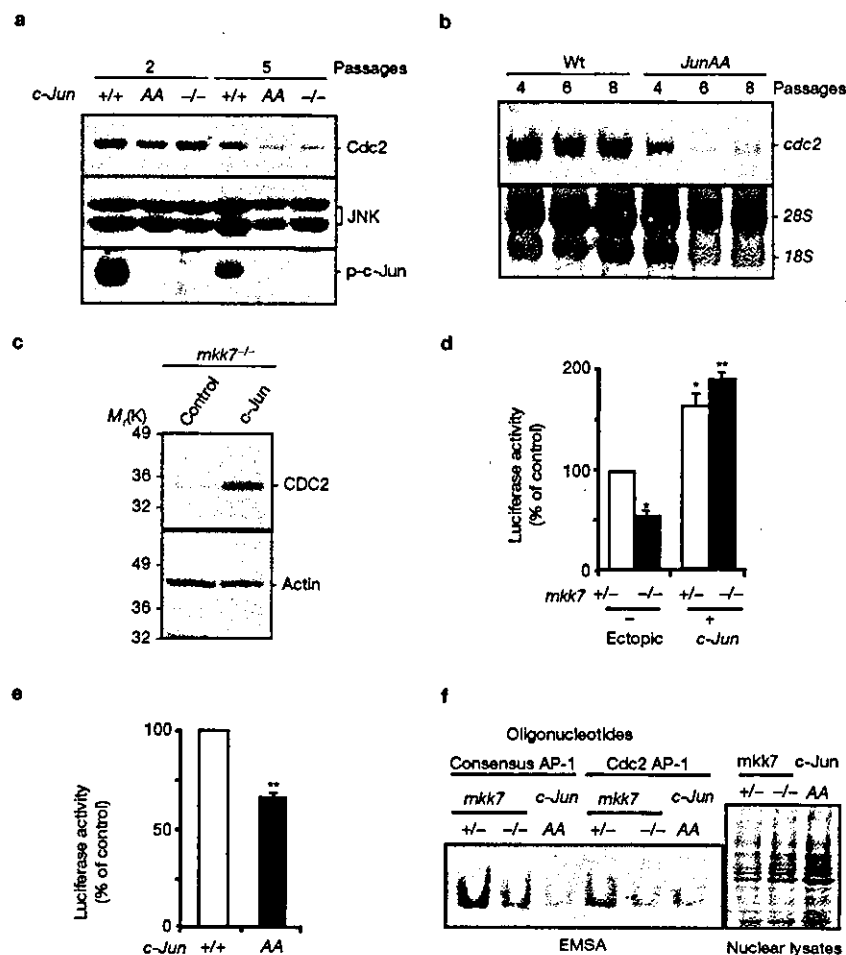 a
2 5 Passages
c-Jun +/+ AA –/– +/+ AA –/–
Cdc2
JNK
p-c-Jun
b
Wt JunAA
4 6 8 4 6 8 Passages
cdc2
28S
18S
c
mkk7–/–
Control c-Jun
Mr(K)
49
36
32
CDC2
49
36
32
Actin
d
200
100
0
Luciferase activity
(% of control)
* * * **
mkk7 +/– –/– +/– –/–
– +
Ectopic c-Jun
e
100
50
0
Luciferase activity
(% of control)
**
c-Jun +/+ AA
f
Oligonucleotides
Consensus AP-1 Cdc2 AP-1
mkk7 c-Jun mkk7 c-Jun
+/– –/– AA +/– –/– AA
EMSA
mkk7 c-Jun
+/– –/– AA
Nuclear lysates